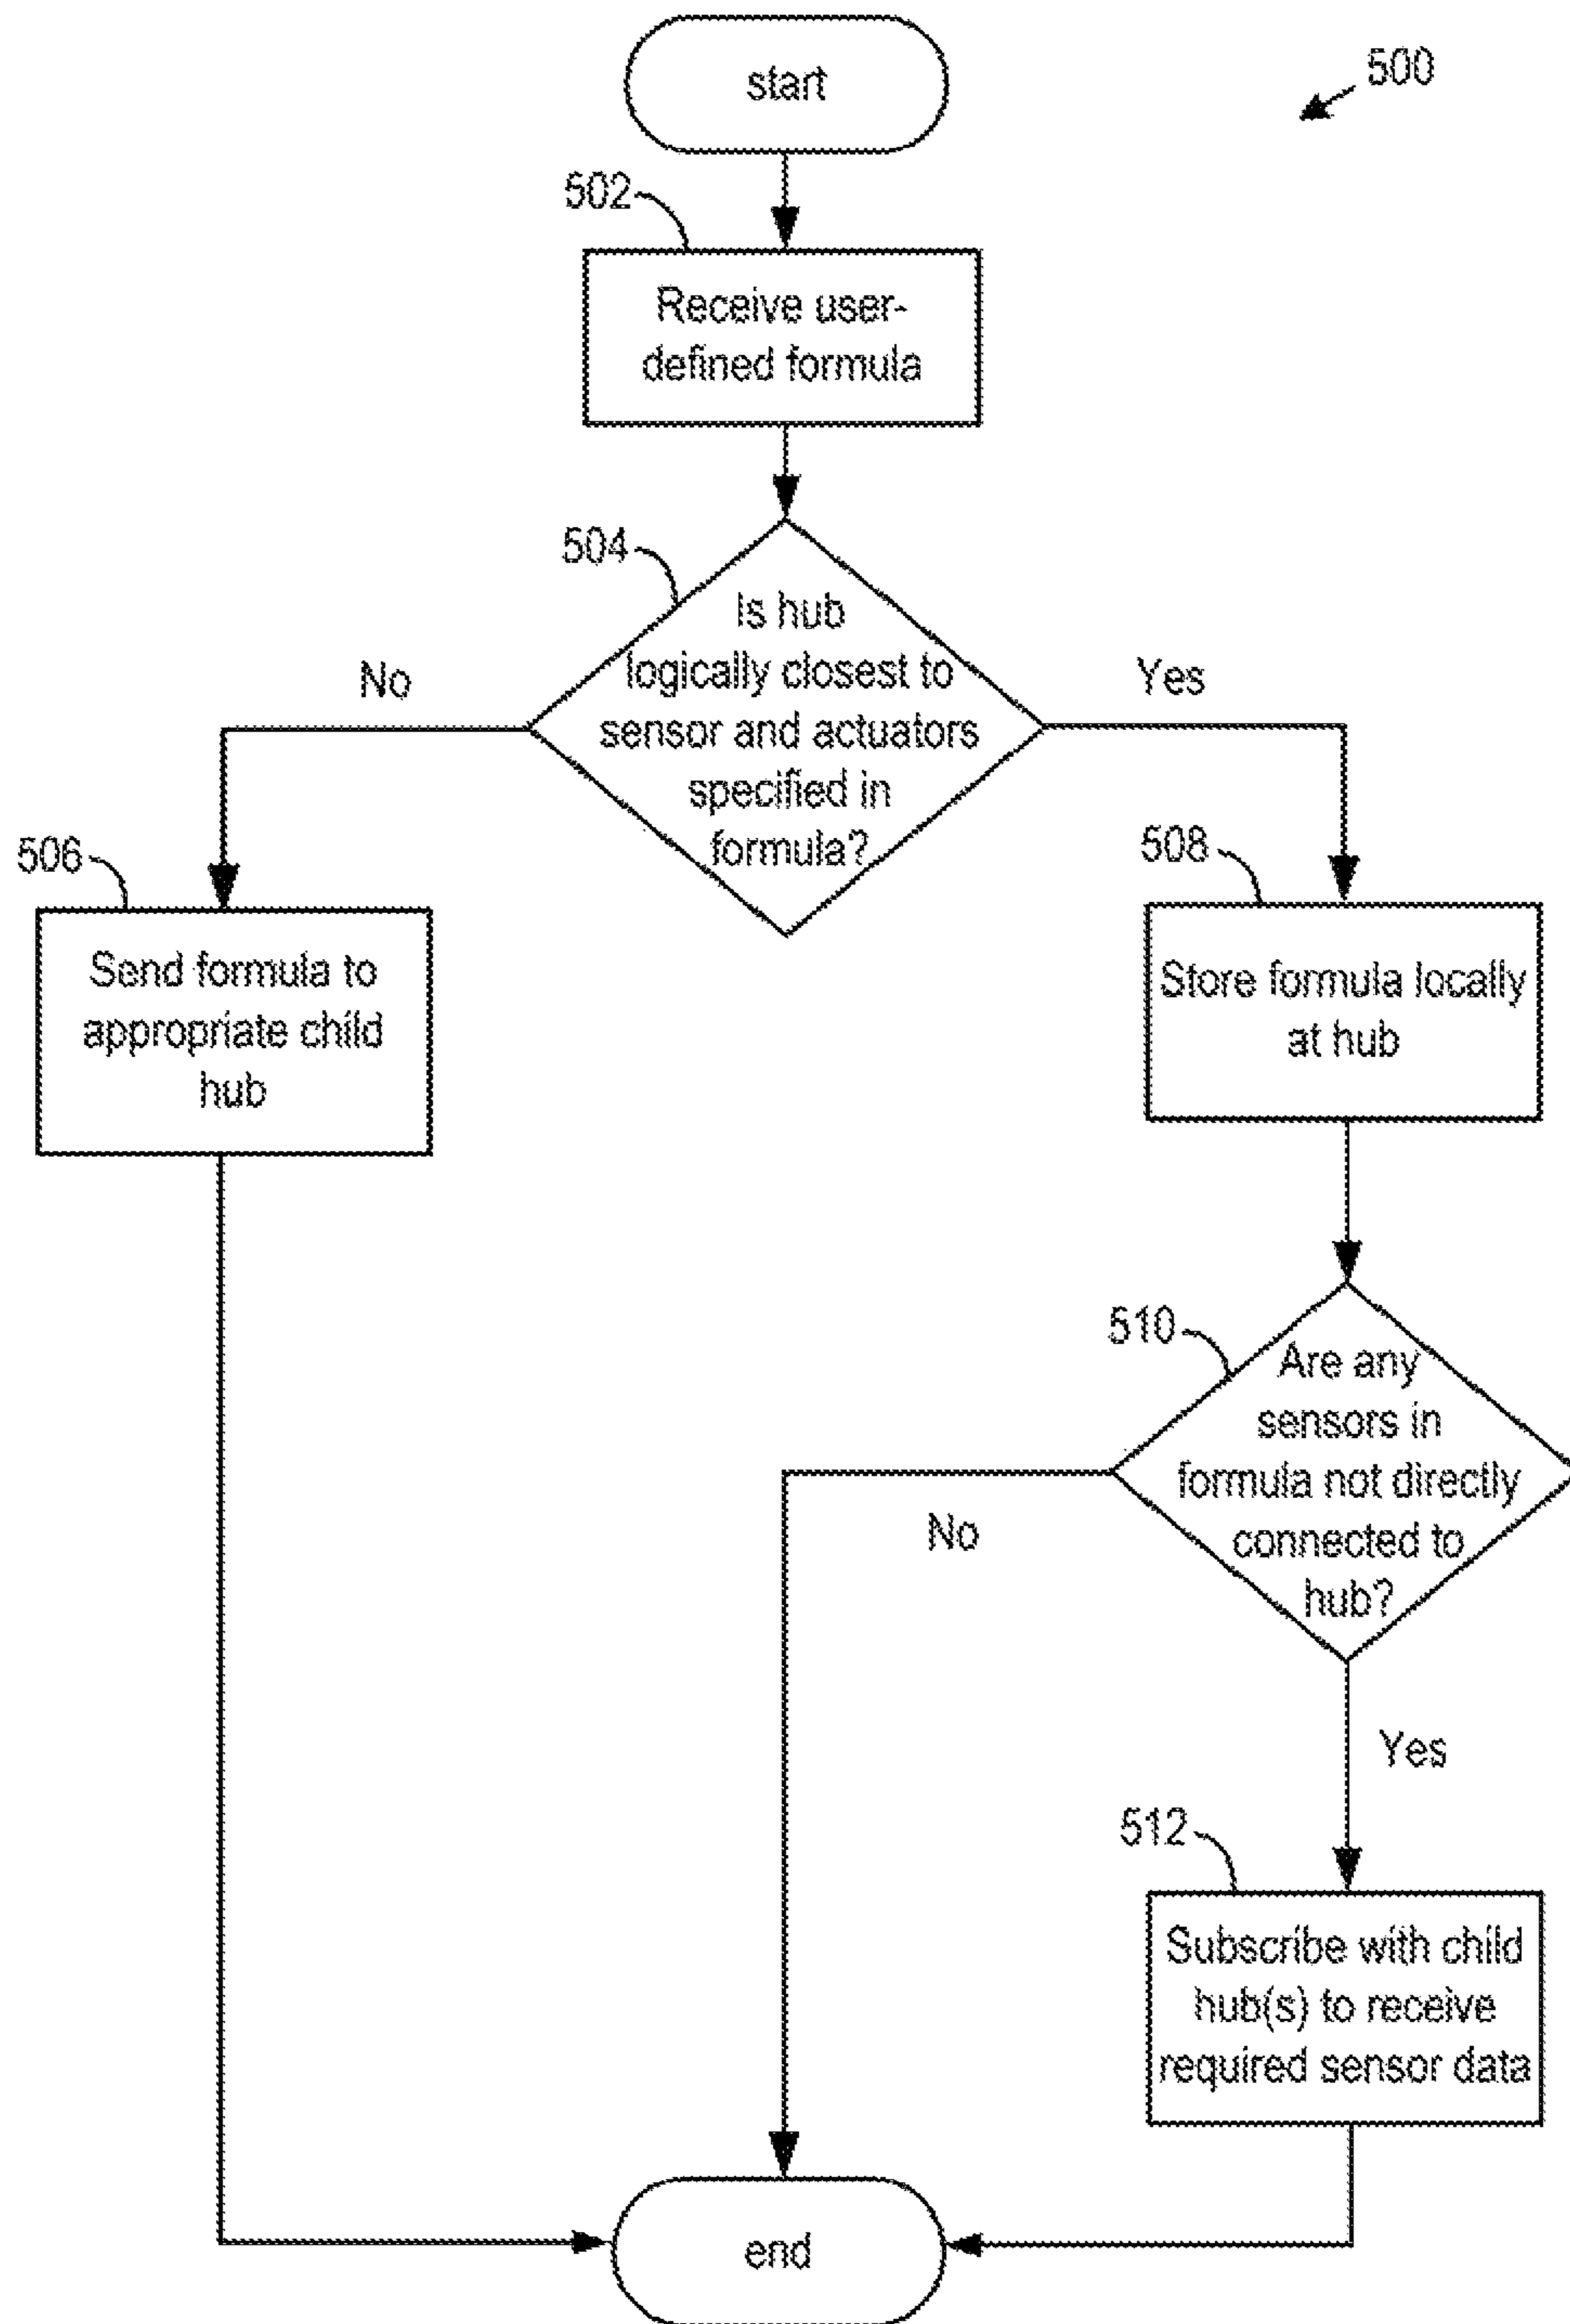 start
500
502
Receive user-
defined formula
504
Is hub
logically closest to
sensor and actuators
specified in
formula?
No
Yes
506
Send formula to
appropriate child
hub
508
Store formula locally
at hub
510
Are any
sensors in
formula not directly
connected to
hub?
No
Yes
512
Subscribe with child
hub(s) to receive
required sensor data
end